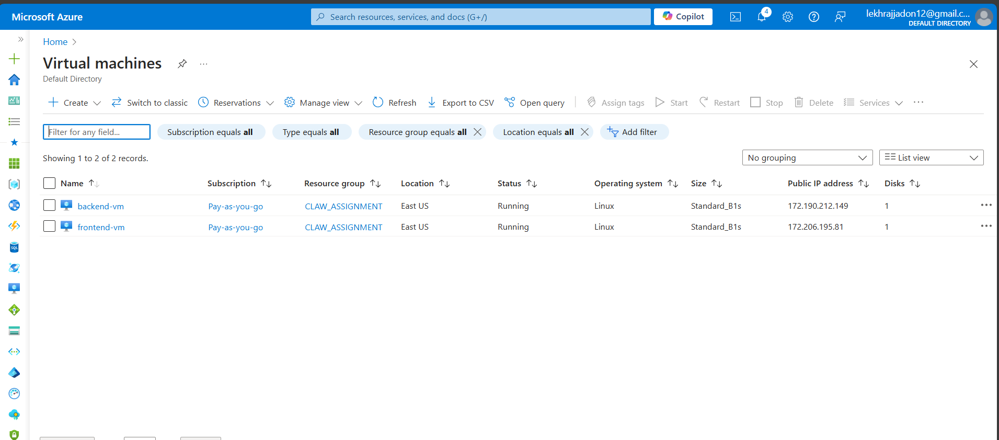 Microsoft Azure
Search resources, services, and docs (G+/)
Copilot
4
lekhrajjadon12@gmail.c...
DEFAULT DIRECTORY
Home
Virtual machines
Default Directory
Create
Switch to classic
Reservations
Manage view
Refresh
Export to CSV
Open query
Assign tags
Start
Restart
Stop
Delete
Services
Filter for any field...
Subscription equals all
Type equals all
Resource group equals all
Location equals all
Add filter
Showing 1 to 2 of 2 records.
No grouping
List view
Name Subscription Resource group Location Status Operating system Size Public IP address Disks
backend-vm Pay-as-you-go CLAW_ASSIGNMENT East US Running Linux Standard_B1s 172.190.212.149 1
frontend-vm Pay-as-you-go CLAW_ASSIGNMENT East US Running Linux Standard_B1s 172.206.195.81 1
SQL